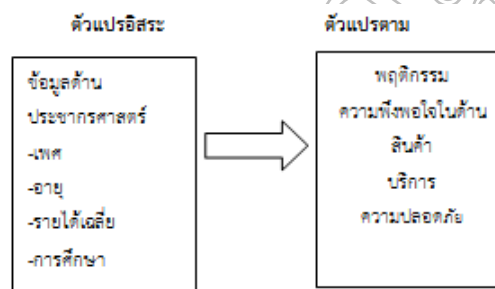 ตัวแปรอิสระ
ตัวแปรตาม
ข้อมูลด้าน
ประชากรศาสตร์
-เพศ
-อายุ
-รายได้เฉลี่ย
-การศึกษา
พฤติกรรม
ความพึงพอใจในด้าน
สินค้า
บริการ
ความปลอดภัย